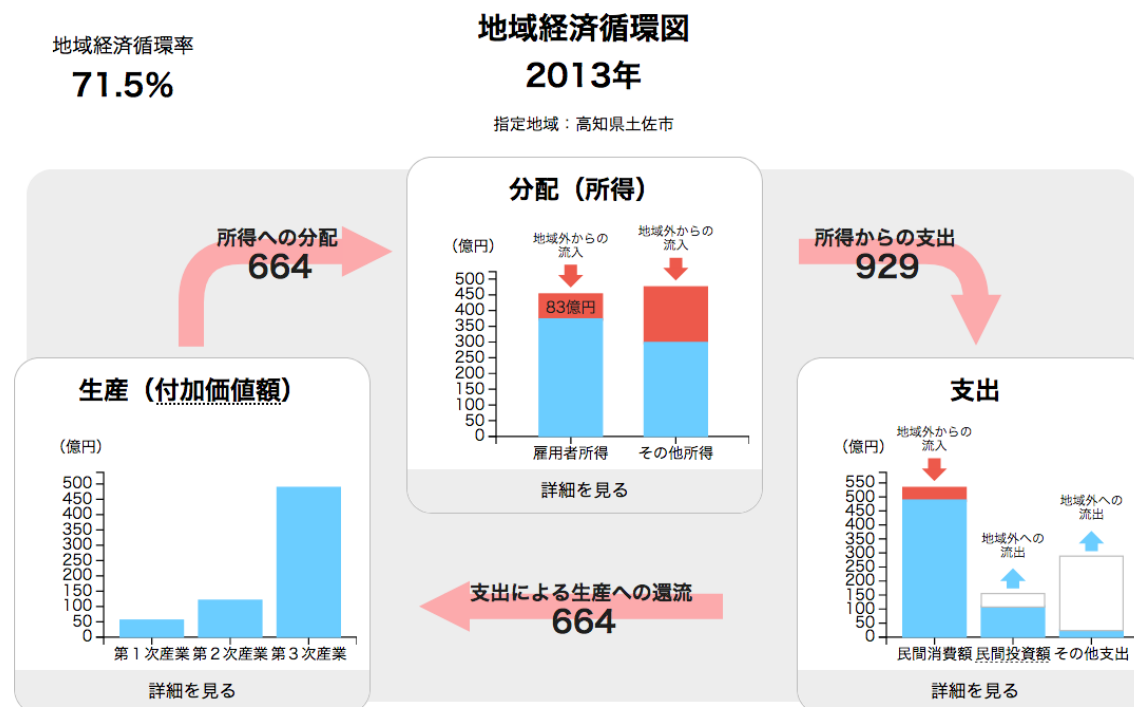 地域経済循環図
2013年
指定地域：高知県土佐市
地域経済循環率
71.5%
所得への分配
664
分配（所得）
（億円）
地域外からの
流入
地域外からの
流入
83億円
500
450
400
350
300
250
200
150
100
50
0
雇用者所得 その他所得
詳細を見る
所得からの支出
929
生産（付加価値額）
（億円）
500
450
400
350
300
250
200
150
100
50
0
第１次産業 第２次産業 第３次産業
詳細を見る
支出による生産への還流
664
支出
（億円）
地域外からの
流入
地域外への
流出
地域外への
流出
550
500
450
400
350
300
250
200
150
100
50
0
民間消費額 民間投資額 その他支出
詳細を見る